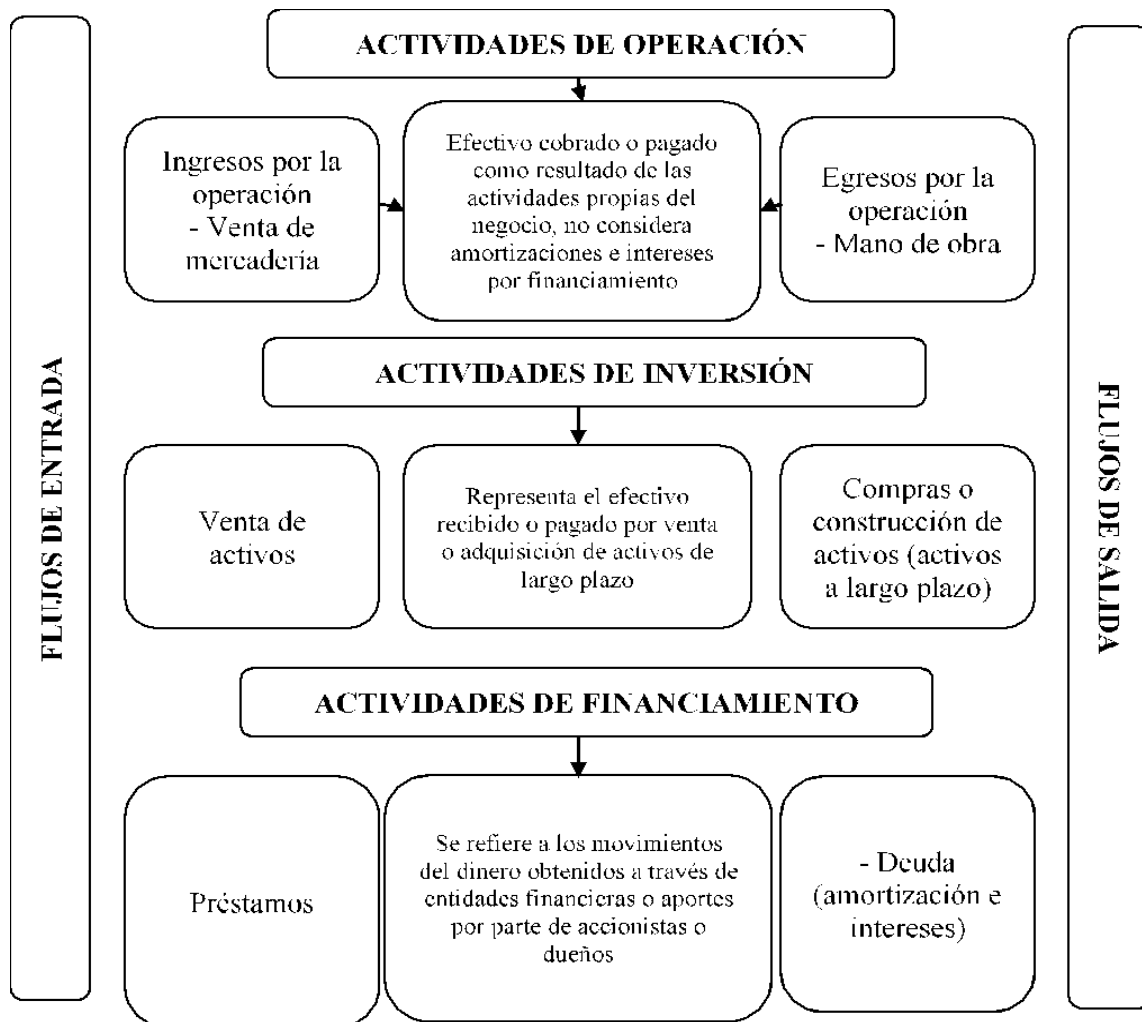 FLUJOS DE ENTRADA
ACTIVIDADES DE OPERACIÓN
Ingresos por la
operación
- Venta de
mercadería
Efectivo cobrado o pagado
como resultado de las
actividades propias del
negocio, no considera
amortizaciones e intereses
por financiamiento
Egresos por la
operación
- Mano de obra
ACTIVIDADES DE INVERSIÓN
Venta de
activos
Representa el efectivo
recibido o pagado por venta
o adquisición de activos de
largo plazo
Compras o
construcción de
activos (activos
a largo plazo)
ACTIVIDADES DE FINANCIAMIENTO
Préstamos
Se refiere a los movimientos
del dinero obtenidos a través de
entidades financieras o aportes
por parte de accionistas o
dueños
- Deuda
(amortización e
intereses)
FLUJOS DE SALIDA